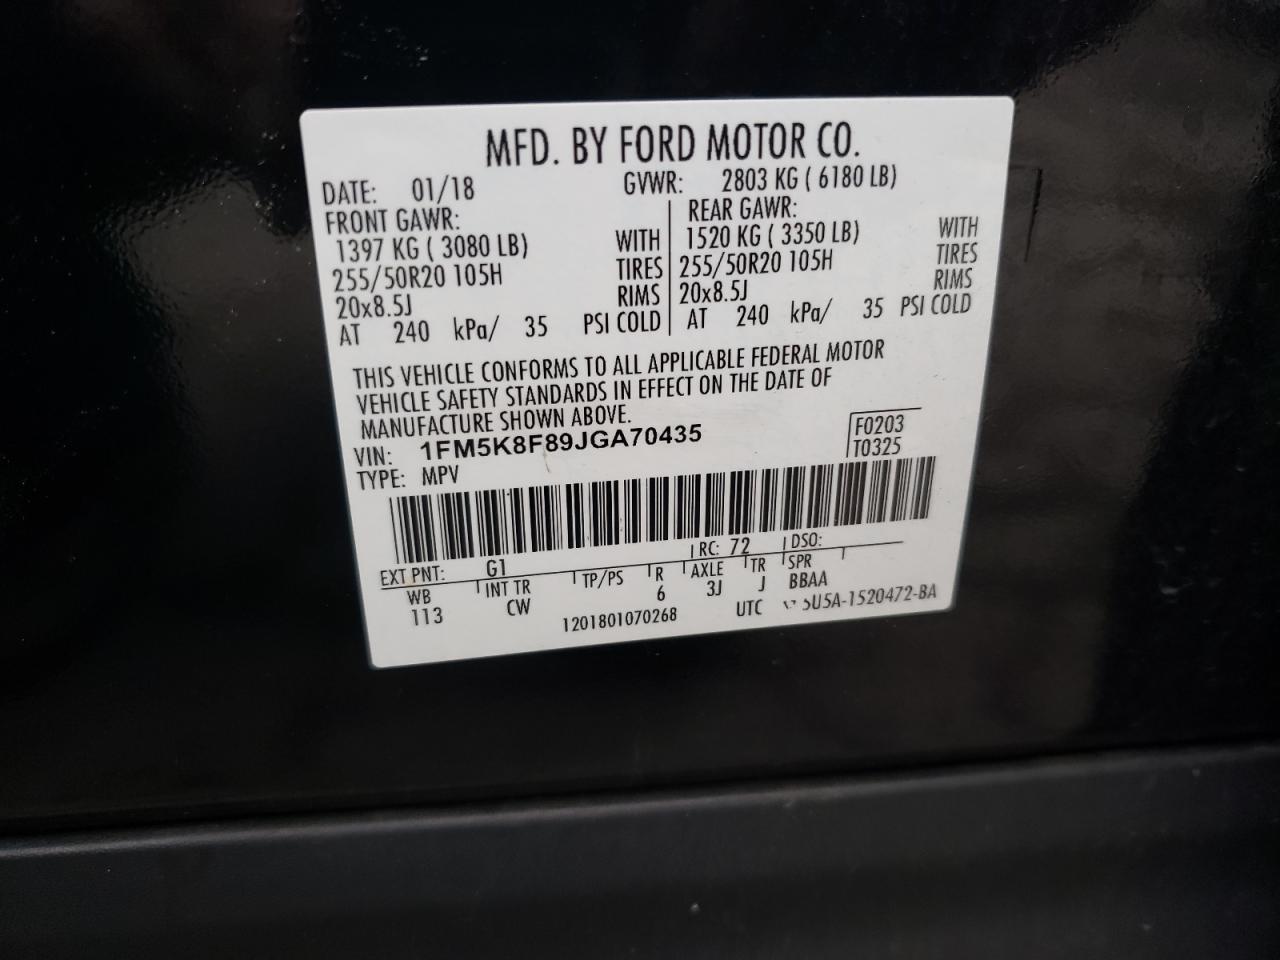 MFD. BY FORD MOTOR CO.
DATE: 01/18 GVWR: 2803 KG ( 6180 LB)
FRONT GAWR: REAR GAWR:
1397 KG ( 3080 LB) WITH 1520 KG ( 3350 LB) WITH
255/50R20 105H TIRES 255/50R20 105H TIRES
20x8.5J RIMS 20x8.5J RIMS
AT 240 kPa/ 35 PSI COLD AT 240 kPa/ 35 PSI COLD
THIS VEHICLE CONFORMS TO ALL APPLICABLE FEDERAL MOTOR
VEHICLE SAFETY STANDARDS IN EFFECT ON THE DATE OF
MANUFACTURE SHOWN ABOVE.
VIN: 1FM5K8F89JGA70435 F0203
TYPE: MPV T0325
EXT PNT: G1 RC: 72 DSO:
WB INT TR TP/PS R AXLE TR SPR
113 CW 6 3J J BBAA
1201801070268 UTC 5U5A-1520472-BA